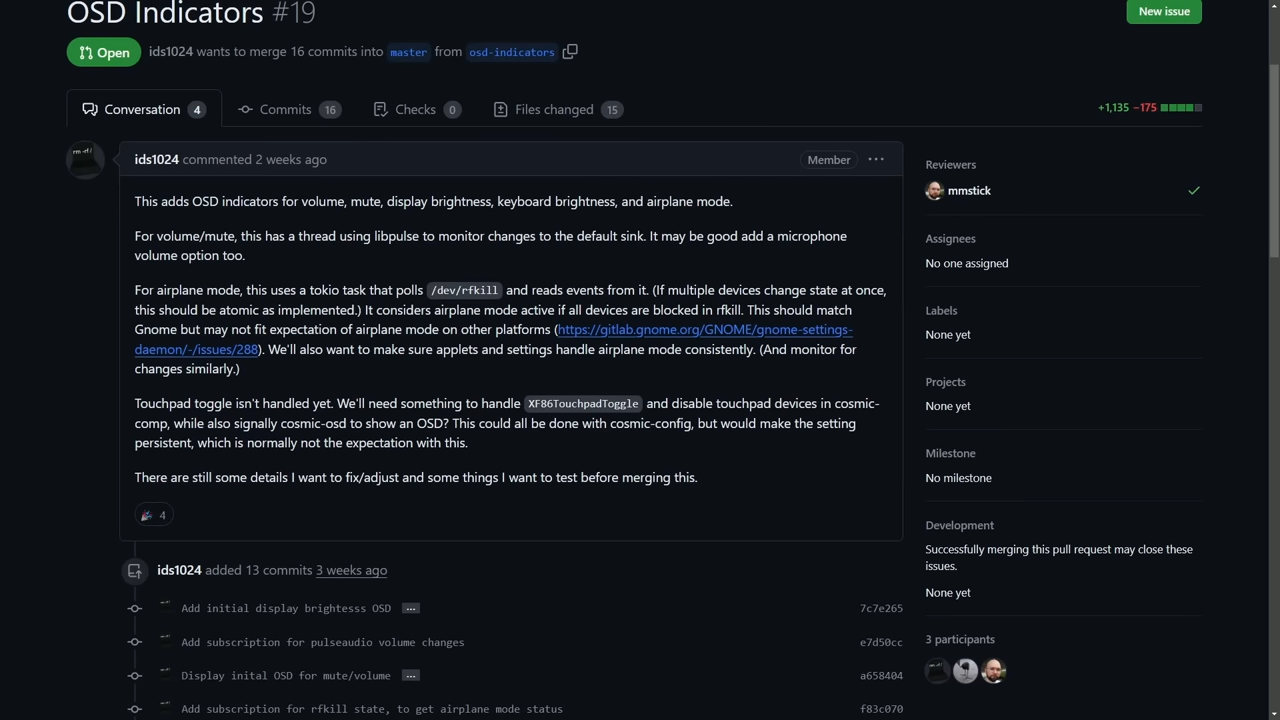 OSD Indicators #19
New issue
Open
ids1024 wants to merge 16 commits into master from osd-indicators
Conversation 4
Commits 16
Checks 0
Files changed 15
+1,135 −175
ids1024 commented 2 weeks ago
Member
This adds OSD indicators for volume, mute, display brightness, keyboard brightness, and airplane mode.
For volume/mute, this has a thread using libpulse to monitor changes to the default sink. It may be good add a microphone
volume option too.
For airplane mode, this uses a tokio task that polls /dev/rfkill and reads events from it. (If multiple devices change state at once,
this should be atomic as implemented.) It considers airplane mode active if all devices are blocked in rfkill. This should match
Gnome but may not fit expectation of airplane mode on other platforms (https://gitlab.gnome.org/GNOME/gnome-settings-
daemon/-/issues/288). We'll also want to make sure applets and settings handle airplane mode consistently. (And monitor for
changes similarly.)
Touchpad toggle isn't handled yet. We'll need something to handle XF86TouchpadToggle and disable touchpad devices in cosmic-
comp, while also signally cosmic-osd to show an OSD? This could all be done with cosmic-config, but would make the setting
persistent, which is normally not the expectation with this.
There are still some details I want to fix/adjust and some things I want to test before merging this.
4
ids1024 added 13 commits 3 weeks ago
Add initial display brightesss OSD ...
7c7e265
Add subscription for pulseaudio volume changes
e7d50cc
Display inital OSD for mute/volume ...
a658404
Add subscription for rfkill state, to get airplane mode status
f83c070
Reviewers
mmstick
Assignees
No one assigned
Labels
None yet
Projects
None yet
Milestone
No milestone
Development
Successfully merging this pull request may close these
issues.
None yet
3 participants